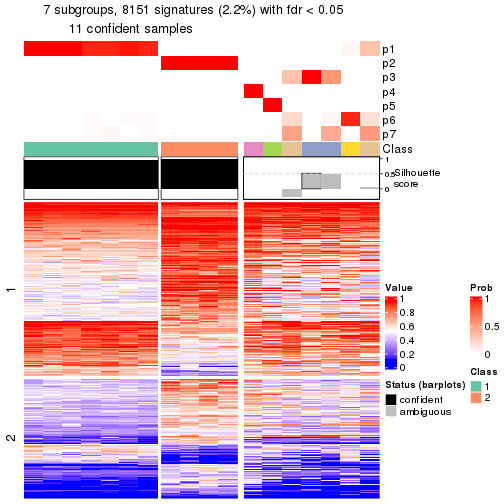 7 subgroups, 8151 signatures (2.2%) with fdr < 0.05
11 confident samples
p1
p2
p3
p4
p5
p6
p7
Class
1
0.5
0
Silhouette
score
1
2
Value
1
0.8
0.6
0.4
0.2
0
Prob
1
0.5
0
Status (barplots)
confident
ambiguous
Class
1
2